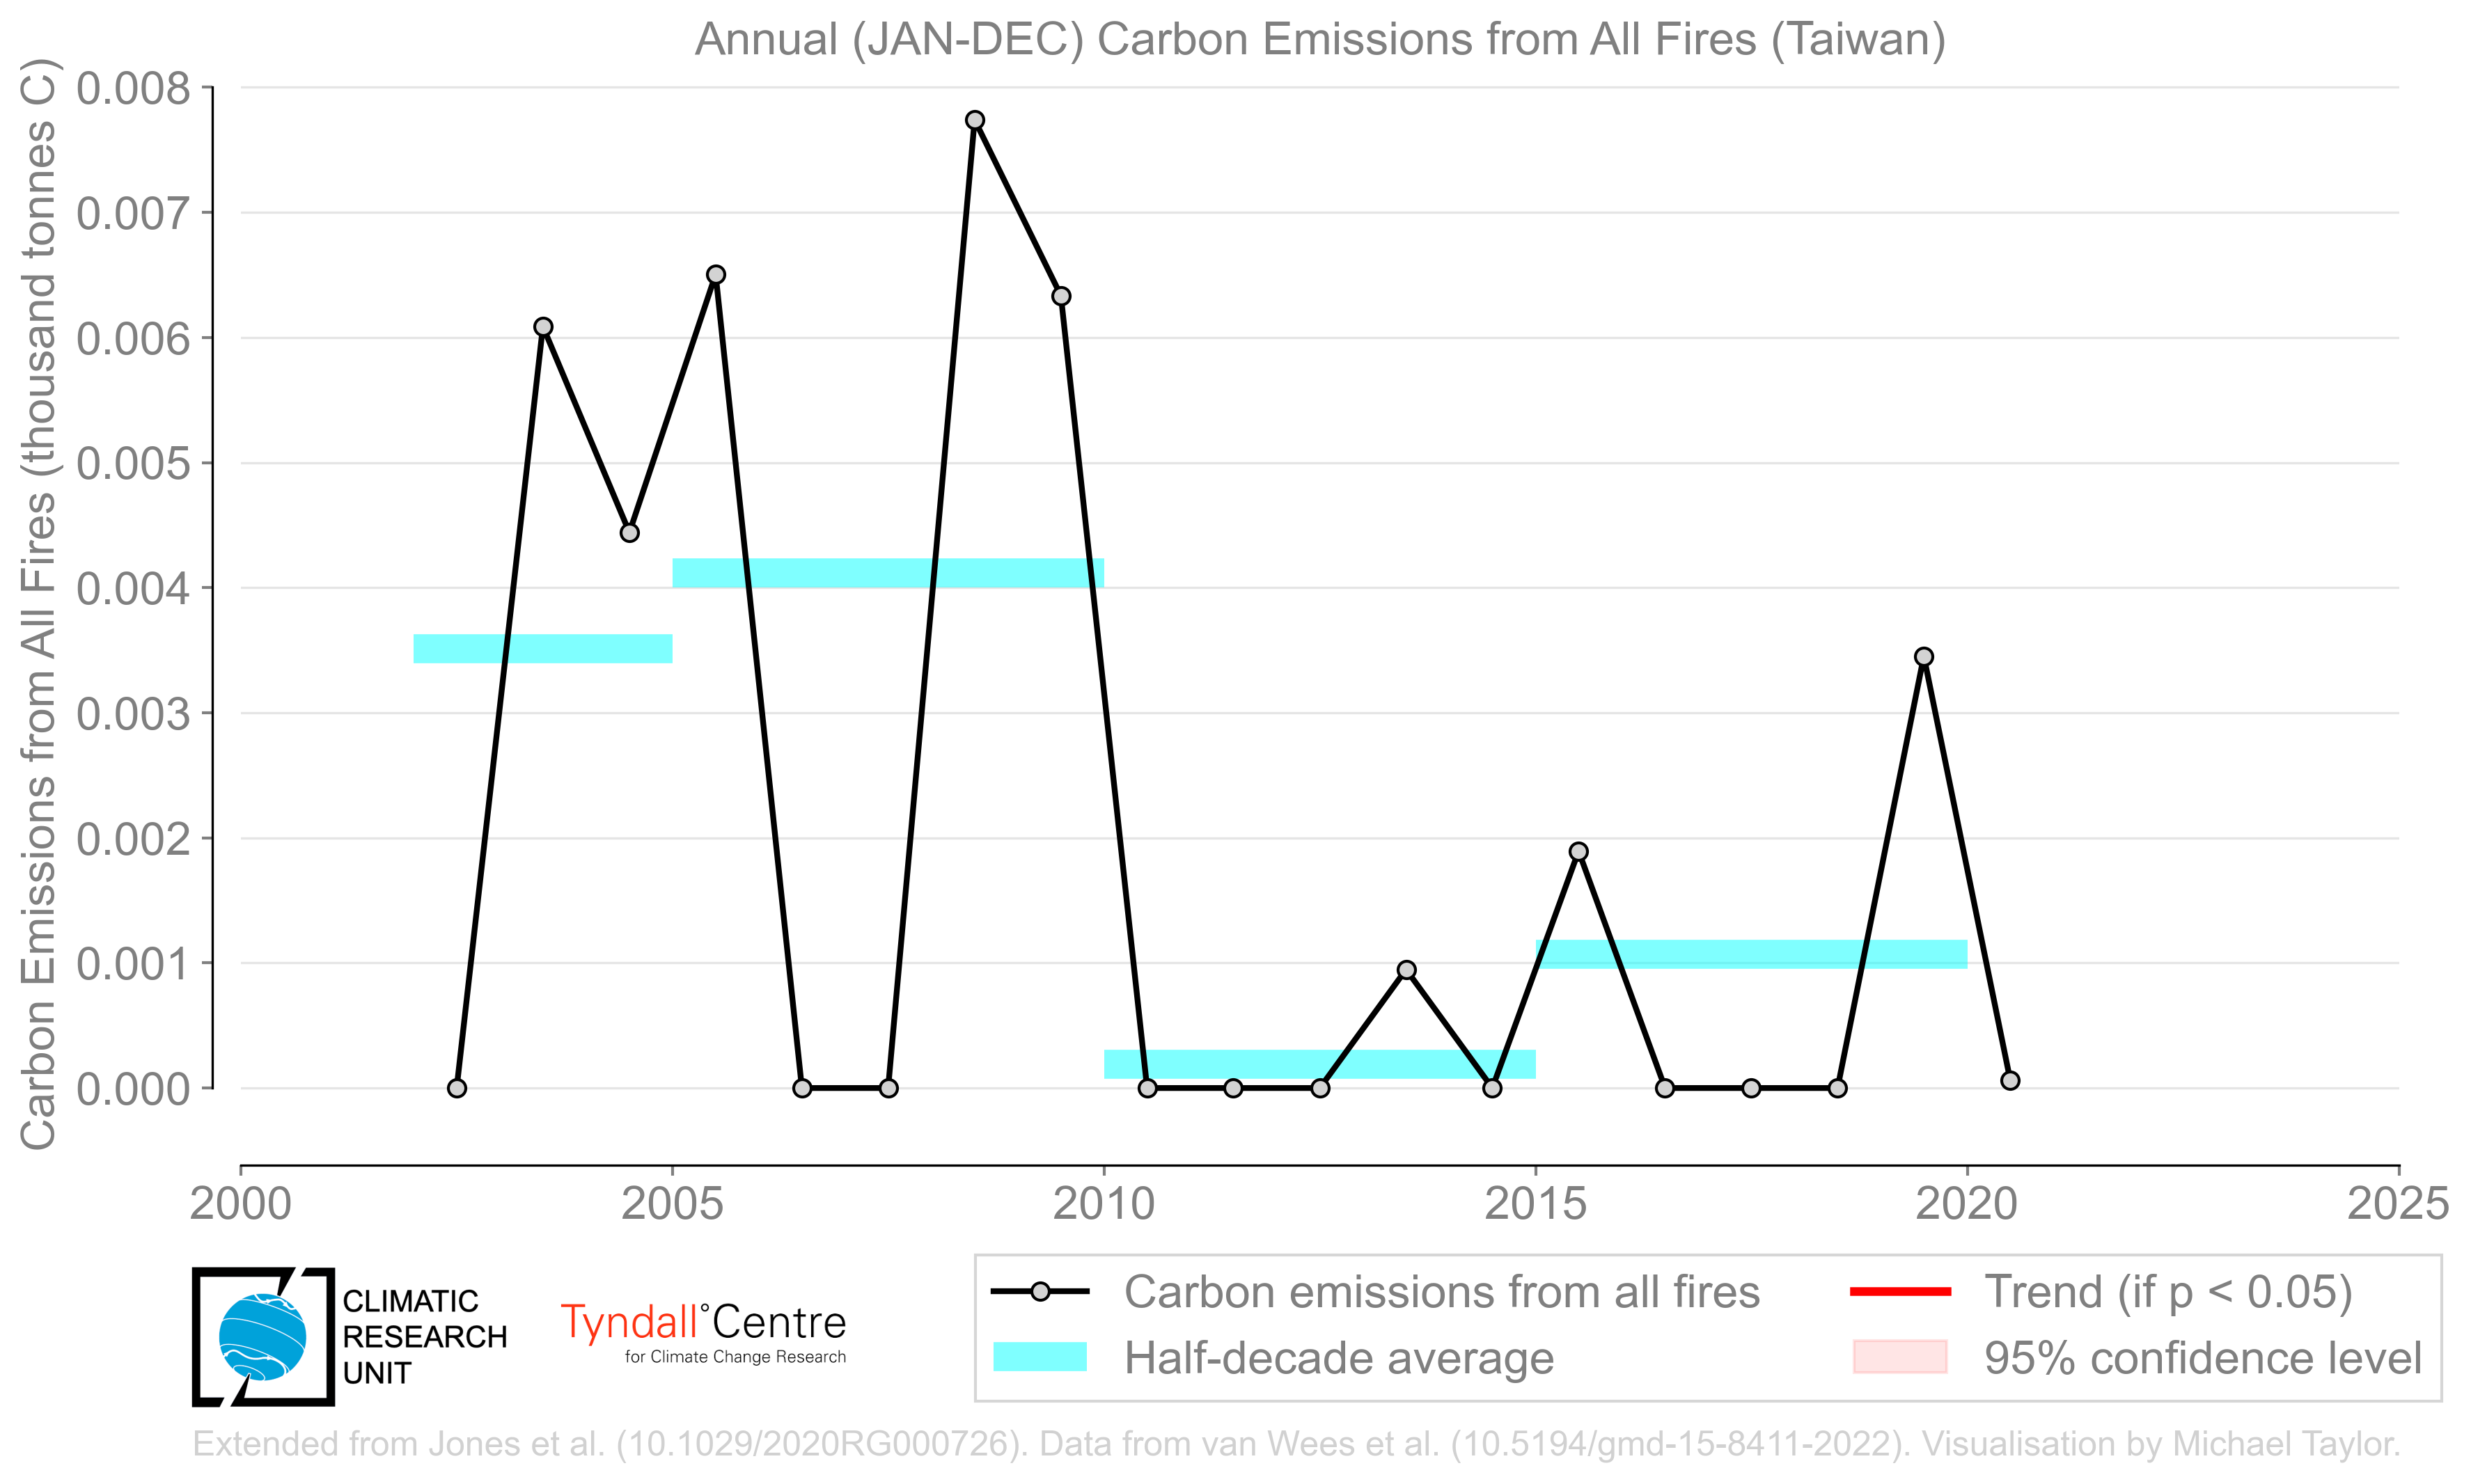 Annual (JAN-DEC) Carbon Emissions from All Fires (Taiwan)
Carbon Emissions from All Fires (thousand tonnes C)
0.008
0.007
0.006
0.005
0.004
0.003
0.002
0.001
0.000
2000 2005 2010 2015 2020 2025
CLIMATIC
RESEARCH
UNIT
Tyndall°Centre
for Climate Change Research
Carbon emissions from all fires
Half-decade average
Trend (if p < 0.05)
95% confidence level
Extended from Jones et al. (10.1029/2020RG000726). Data from van Wees et al. (10.5194/gmd-15-8411-2022). Visualisation by Michael Taylor.